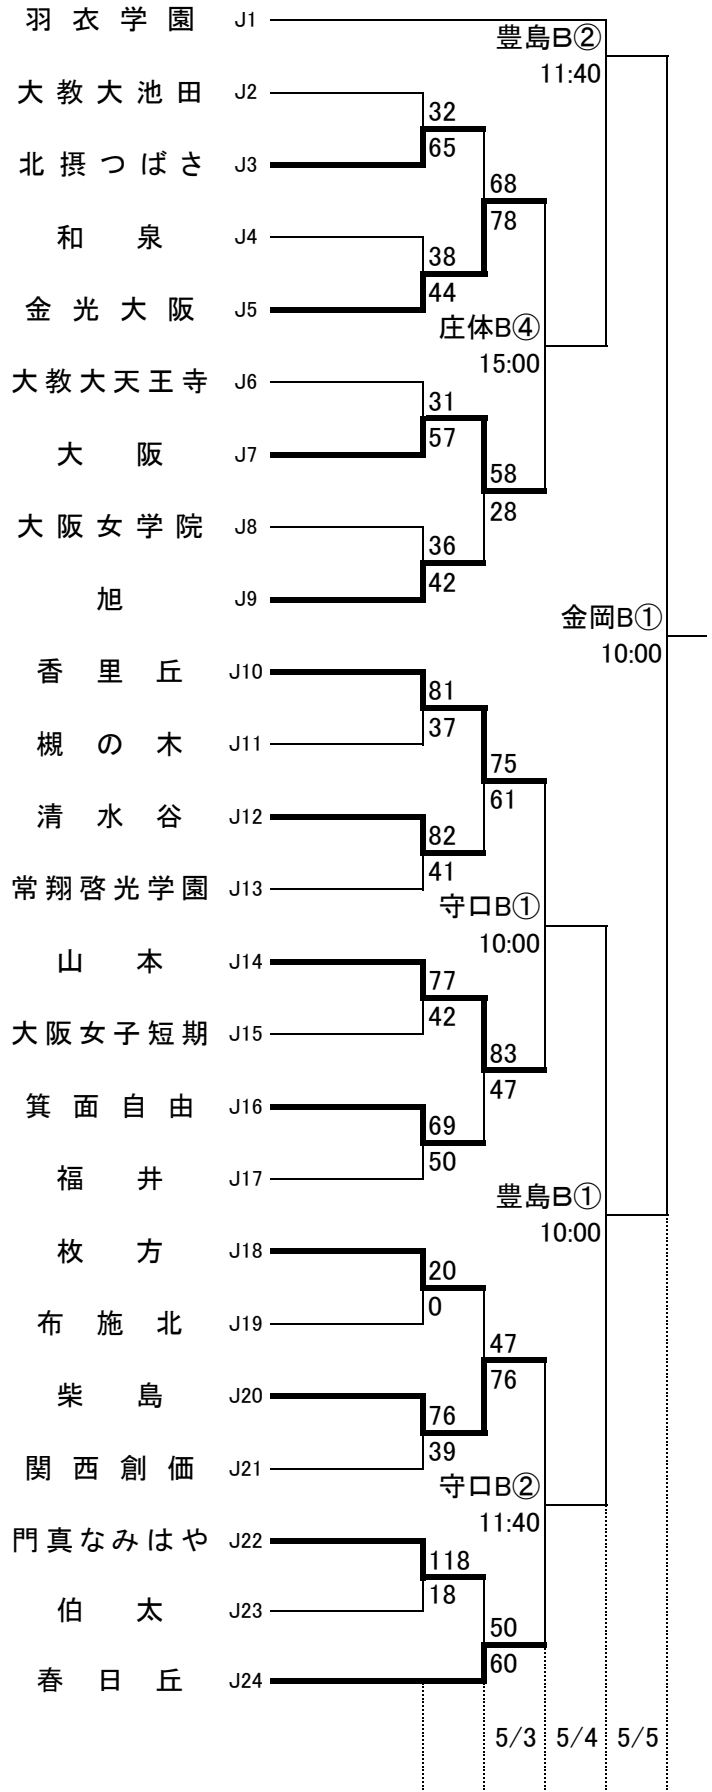 羽衣学園 J1
豊島B②
11:40
大教大池田 J2
32
65
北摂つばさ J3
68
78
和泉 J4
38
44
金光大阪 J5
庄体B④
15:00
大教大天王寺 J6
31
57
大阪 J7
58
28
大阪女学院 J8
36
42
旭 J9
金岡B①
10:00
香里丘 J10
81
37
槻の木 J11
75
61
清水谷 J12
82
41
常翔啓光学園 J13
守口B①
10:00
山本 J14
77
42
大阪女子短期 J15
83
47
箕面自由 J16
69
50
福井 J17
豊島B①
10:00
枚方 J18
20
0
布施北 J19
47
76
柴島 J20
76
39
関西創価 J21
守口B②
11:40
門真なみはや J22
118
18
伯太 J23
50
60
春日丘 J24
5/3 5/4 5/5